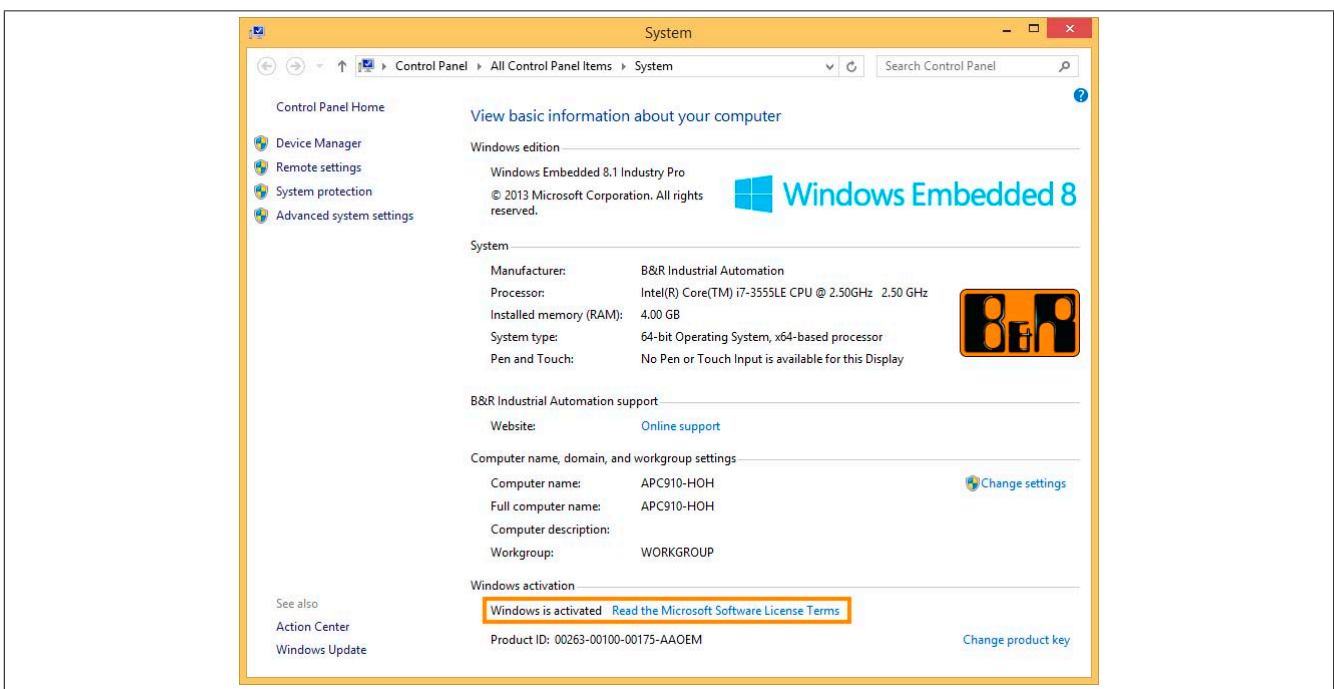 System
Control Panel All Control Panel Items System
Search Control Panel
Control Panel Home
Device Manager
Remote settings
System protection
Advanced system settings
View basic information about your computer
Windows edition
Windows Embedded 8.1 Industry Pro
© 2013 Microsoft Corporation. All rights
reserved.
Windows Embedded 8
System
Manufacturer: B&R Industrial Automation
Processor: Intel(R) Core(TM) i7-3555LE CPU @ 2.50GHz 2.50 GHz
Installed memory (RAM): 4.00 GB
System type: 64-bit Operating System, x64-based processor
Pen and Touch: No Pen or Touch Input is available for this Display
B&R
B&R Industrial Automation support
Website: Online support
Computer name, domain, and workgroup settings
Computer name: APC910-HOH
Change settings
Full computer name: APC910-HOH
Computer description:
Workgroup: WORKGROUP
Windows activation
Windows is activated Read the Microsoft Software License Terms
Product ID: 00263-00100-00175-AAOEM
Change product key
See also
Action Center
Windows Update